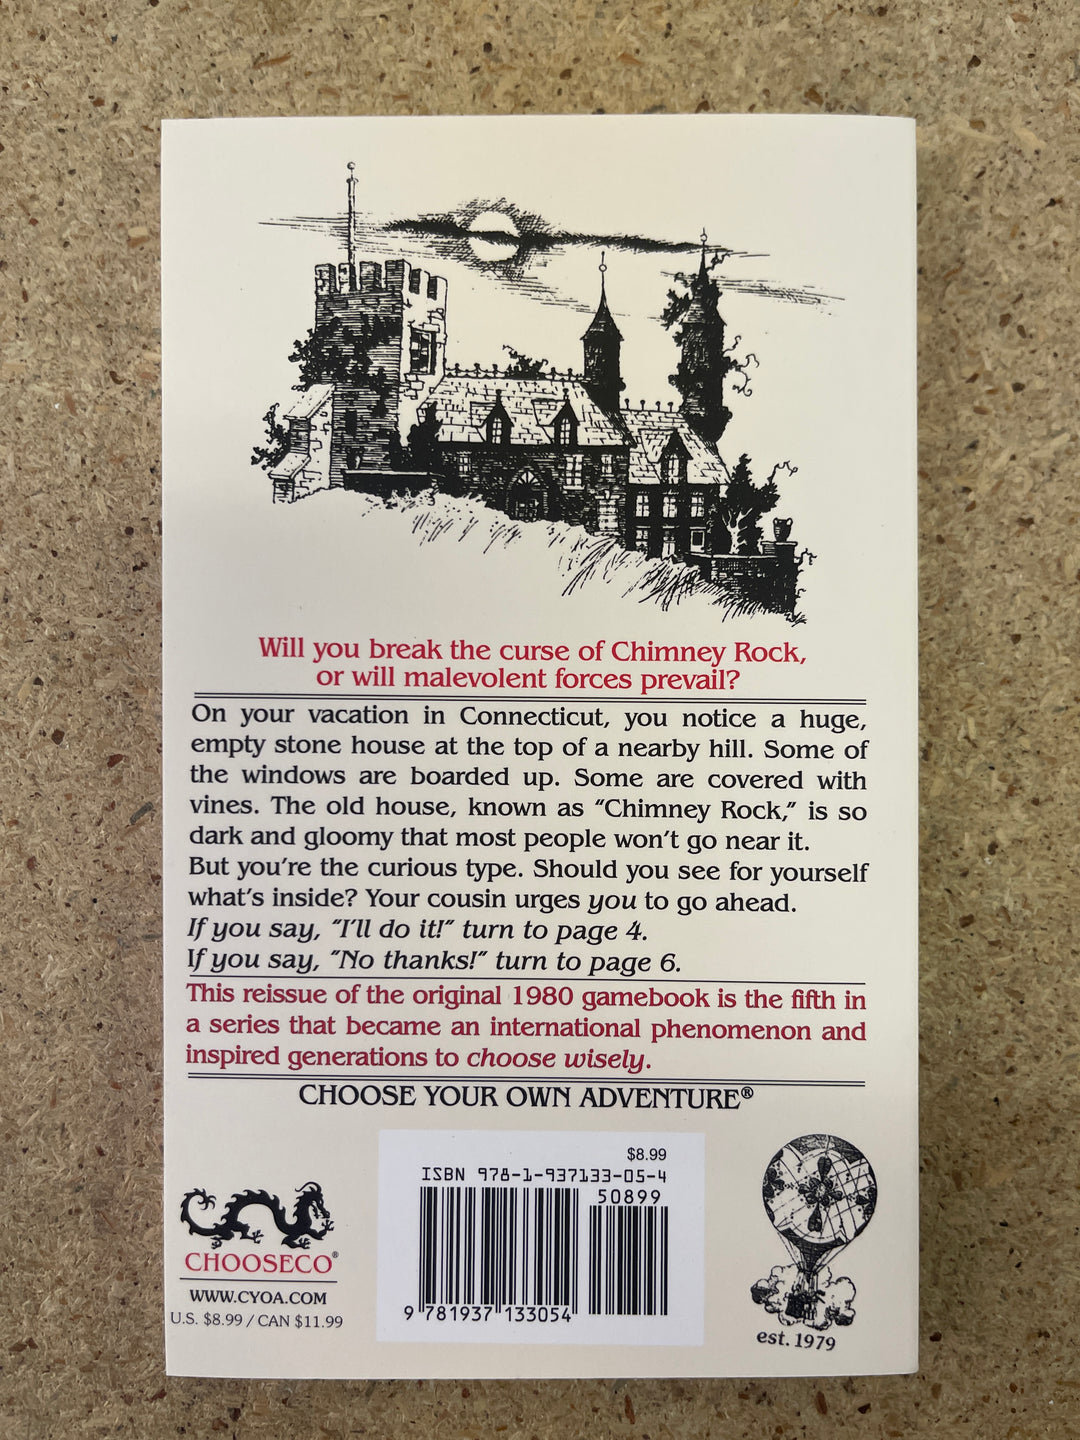 Will you break the curse of Chimney Rock,
or will malevolent forces prevail?
On your vacation in Connecticut, you notice a huge,
empty stone house at the top of a nearby hill. Some of
the windows are boarded up. Some are covered with
vines. The old house, known as “Chimney Rock,” is so
dark and gloomy that most people won’t go near it.
But you’re the curious type. Should you see for yourself
what’s inside? Your cousin urges you to go ahead.
If you say, “I’ll do it!” turn to page 4.
If you say, “No thanks!” turn to page 6.
This reissue of the original 1980 gamebook is the fifth in
a series that became an international phenomenon and
inspired generations to choose wisely.
CHOOSE YOUR OWN ADVENTURE®
CHOOSECO®
WWW.CYOA.COM
U.S. $8.99 / CAN $11.99
$8.99
ISBN 978-1-937133-05-4
50899
9 781937 133054
est. 1979